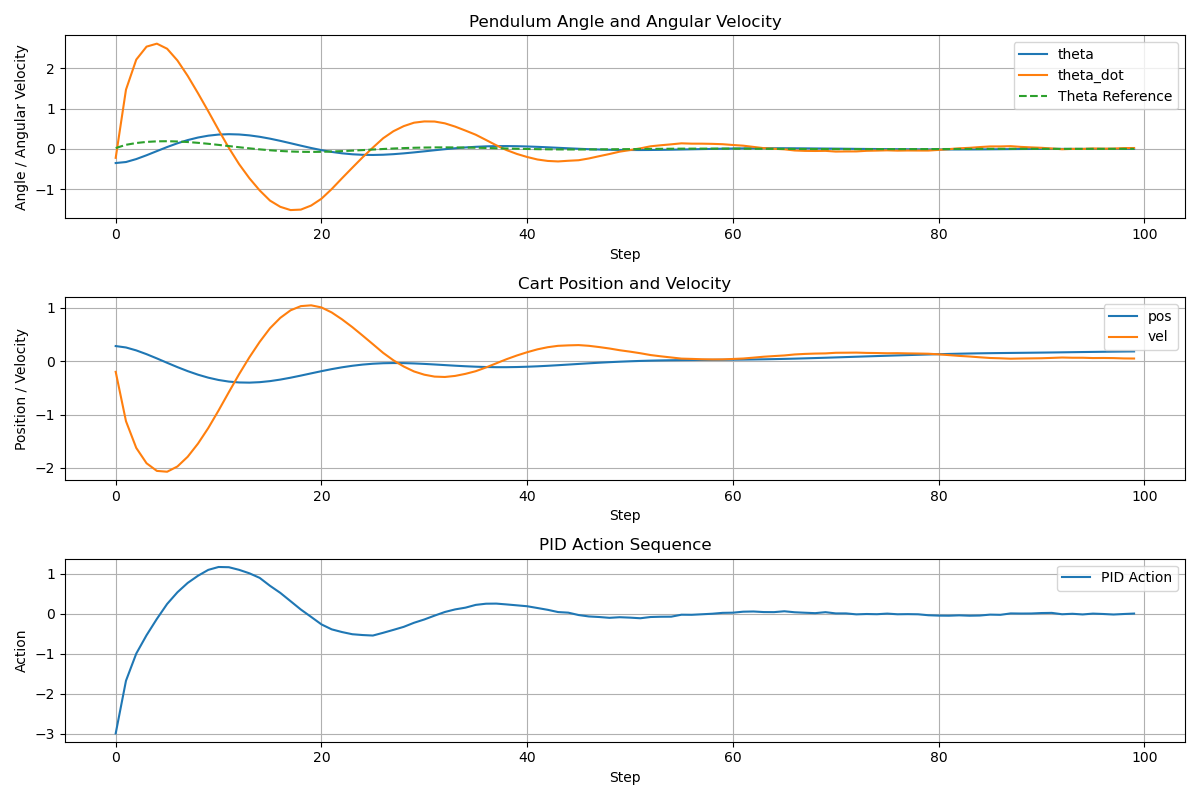 Pendulum Angle and Angular Velocity
Angle / Angular Velocity
2
1
0
−1
theta
theta_dot
Theta Reference
0 20 40 60 80 100
Step
Cart Position and Velocity
Position / Velocity
1
0
−1
−2
pos
vel
0 20 40 60 80 100
Step
PID Action Sequence
Action
1
0
−1
−2
−3
PID Action
0 20 40 60 80 100
Step